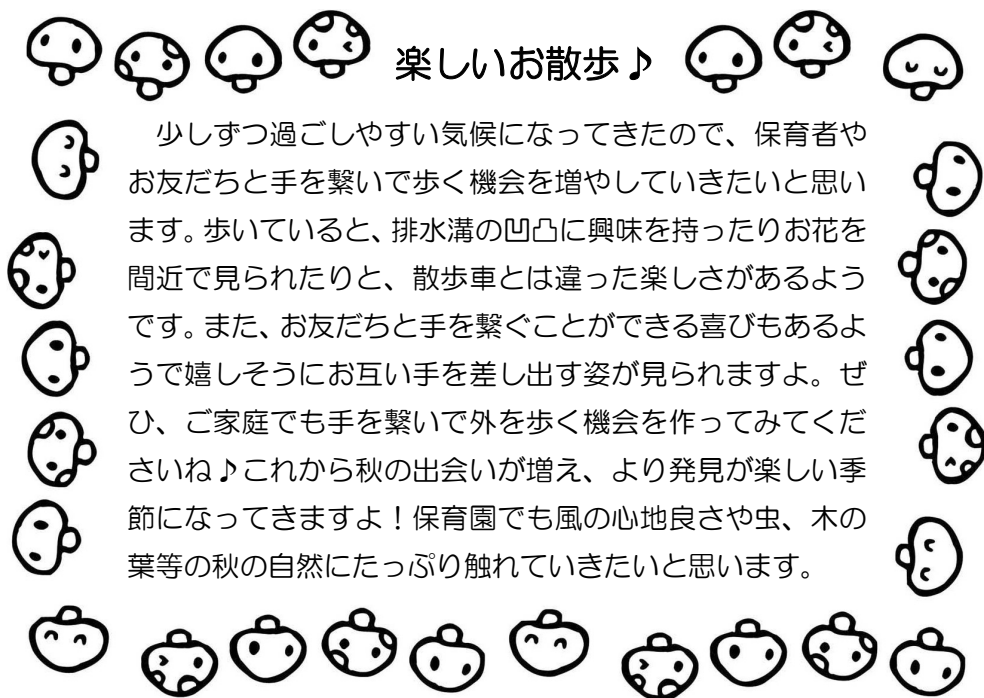 楽しいお散歩♪
　少しずつ過ごしやすい気候になってきたので、保育者や
お友だちと手を繋いで歩く機会を増やしていきたいと思い
ます。歩いていると、排水溝の凹凸に興味を持ったりお花を
間近で見られたりと、散歩車とは違った楽しさがあるよう
です。また、お友だちと手を繋ぐことができる喜びもあるよ
うで嬉しそうにお互い手を差し出す姿が見られますよ。ぜ
ひ、ご家庭でも手を繋いで外を歩く機会を作ってみてくだ
さいね♪これから秋の出会いが増え、より発見が楽しい季
節になってきますよ！保育園でも風の心地良さや虫、木の
葉等の秋の自然にたっぷり触れていきたいと思います。